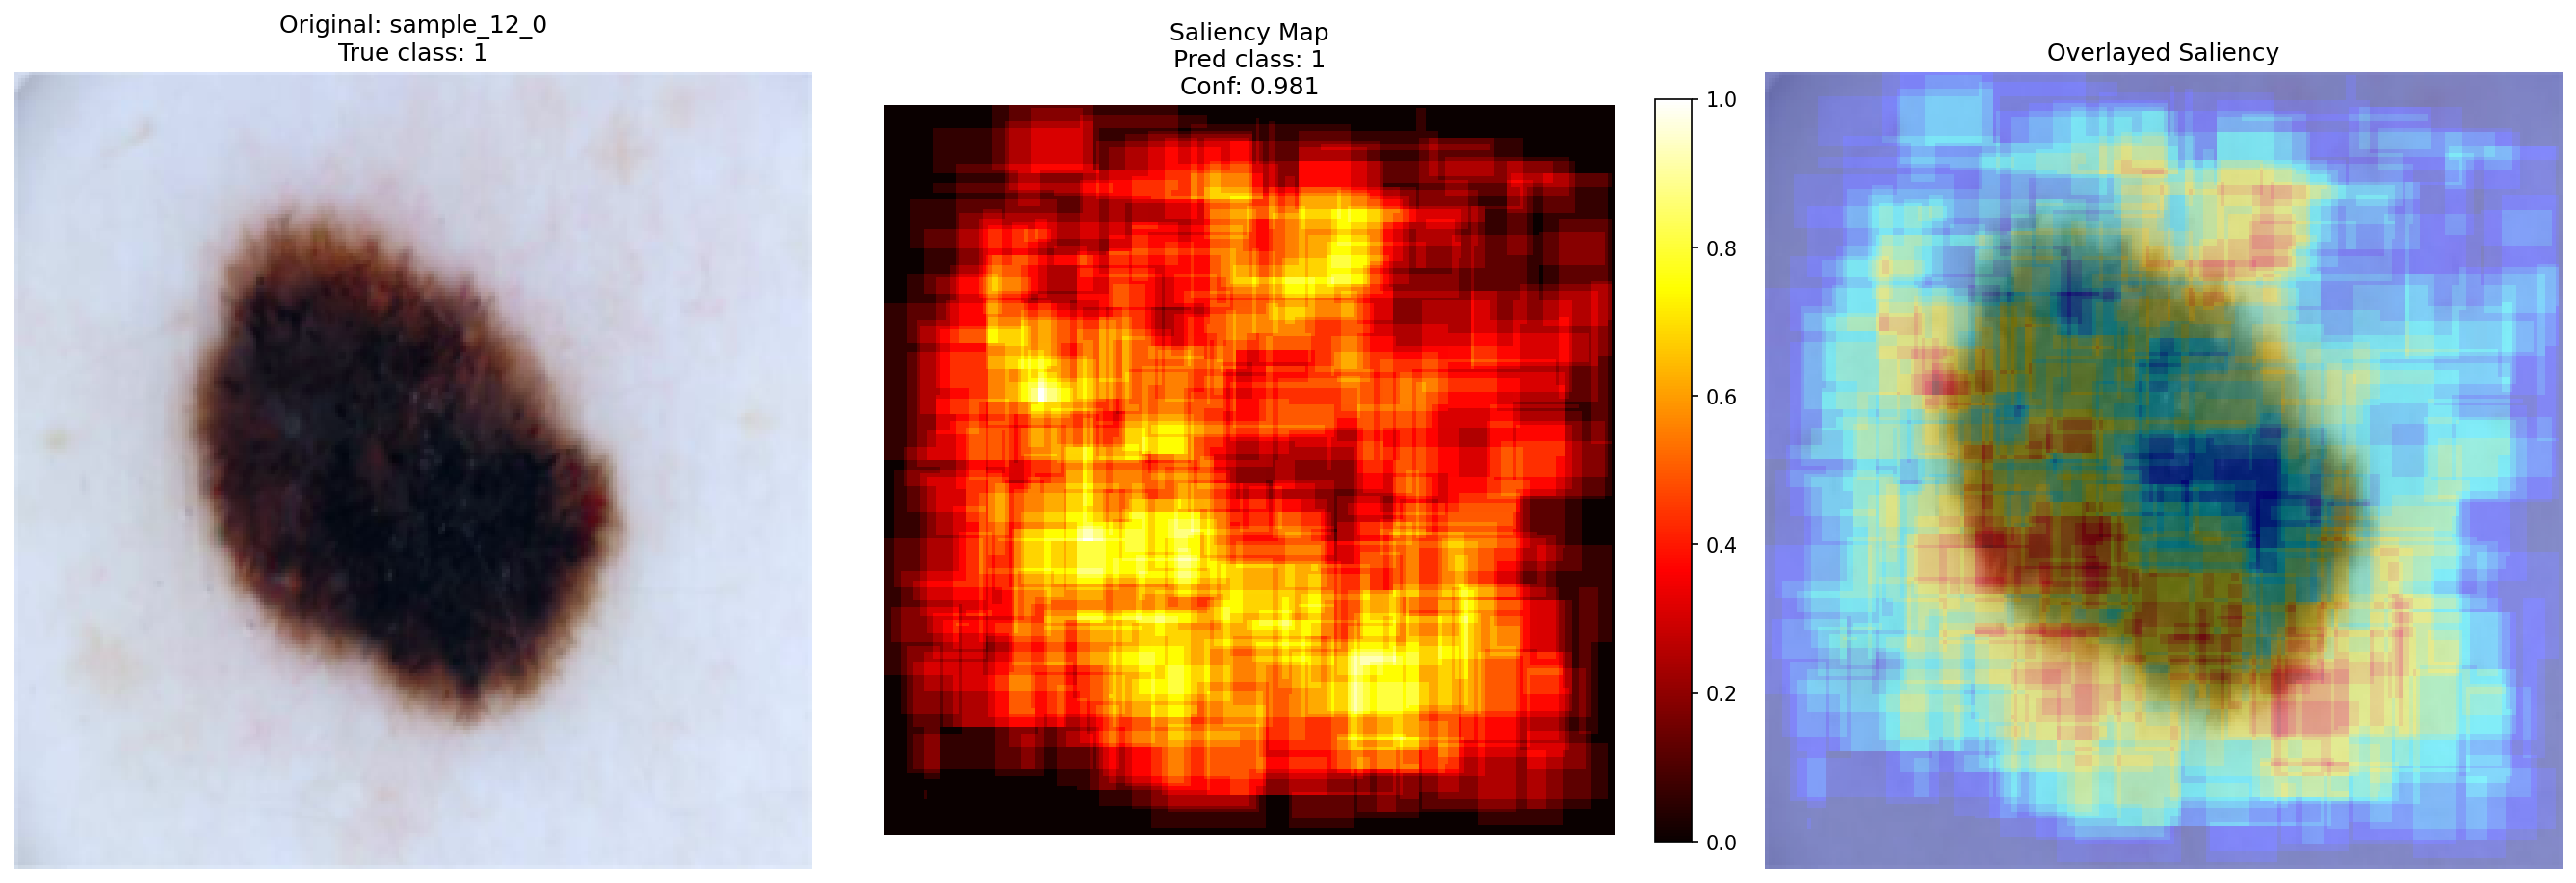 Original: sample_12_0
True class: 1
Saliency Map
Pred class: 1
Conf: 0.981
Overlayed Saliency
1.0
0.8
0.6
0.4
0.2
0.0